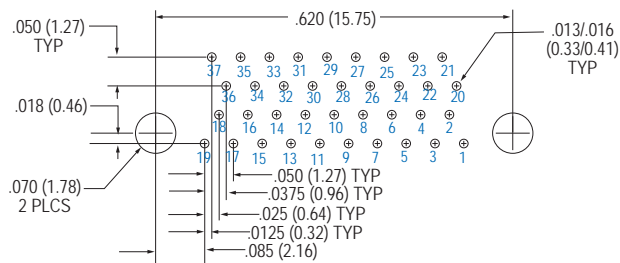 .620 (15.75)
.050 (1.27)
TYP
.013/.016
(0.33/0.41)
TYP
37 35 33 31 29 27 25 23 21
36 34 32 30 28 26 24 22 20
.018 (0.46)
18 16 14 12 10 8 6 4 2
19 17 15 13 11 9 7 5 3 1
.070 (1.78)
2 PLCS
.050 (1.27) TYP
.0375 (0.96) TYP
.025 (0.64) TYP
.0125 (0.32) TYP
.085 (2.16)